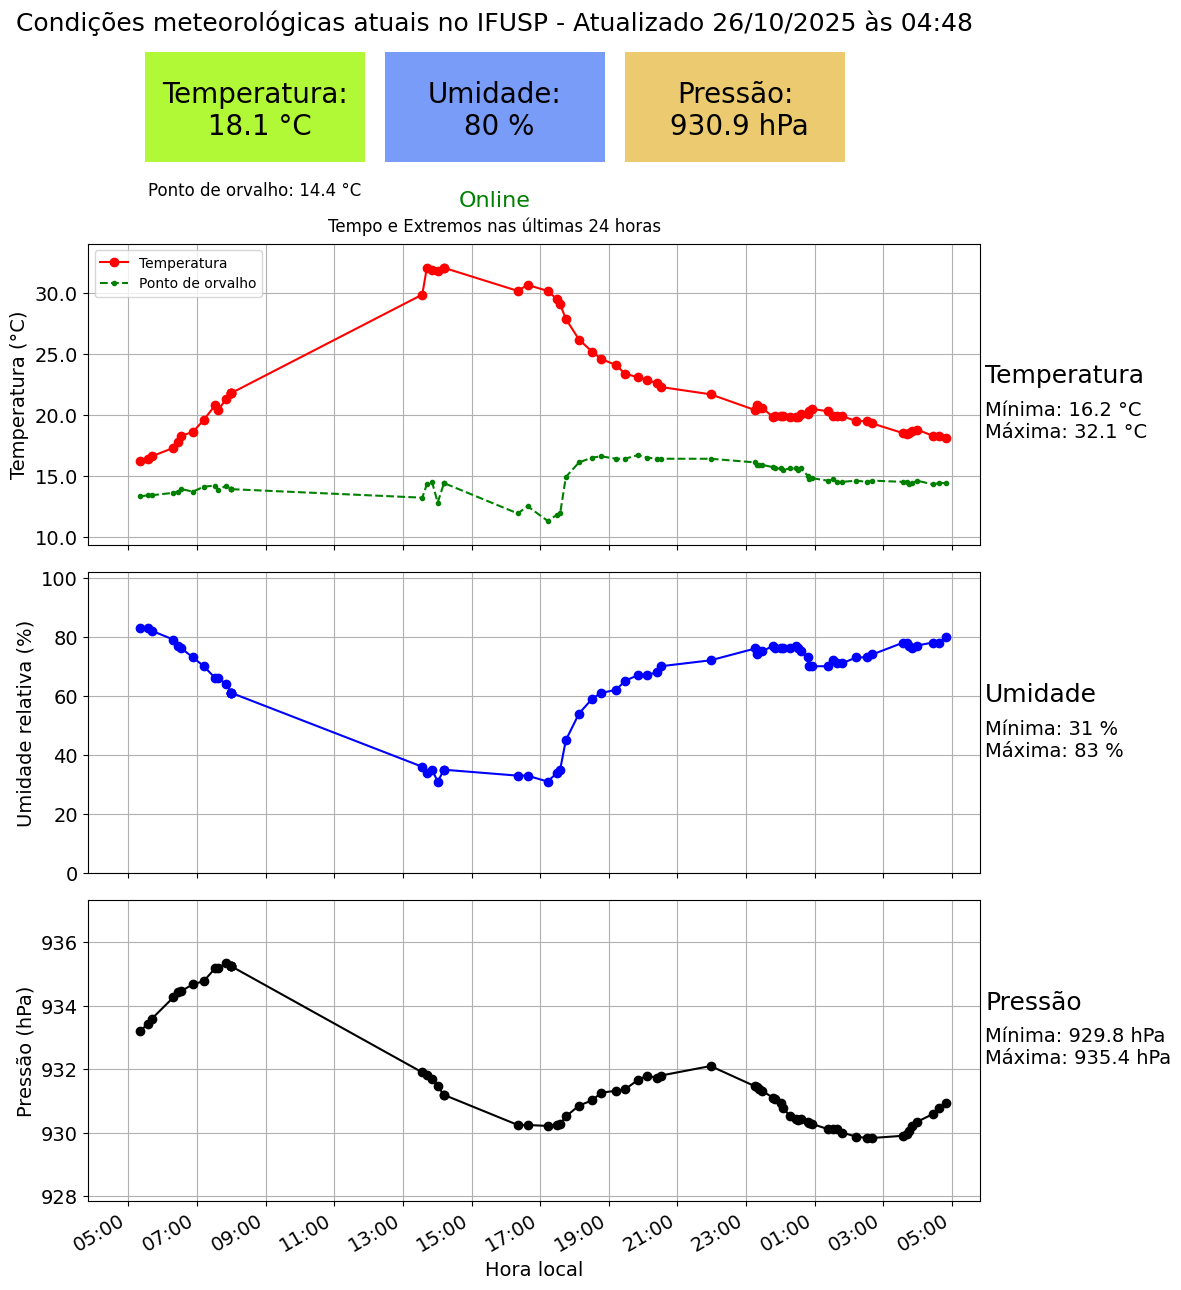 Condições meteorológicas atuais no IFUSP - Atualizado 26/10/2025 às 04:48
Temperatura:
18.1 °C
Umidade:
80 %
Pressão:
930.9 hPa
Ponto de orvalho: 14.4 °C
Online
Tempo e Extremos nas últimas 24 horas
Temperatura
Ponto de orvalho
Temperatura (°C)
30.0
25.0
20.0
15.0
10.0
Temperatura
Mínima: 16.2 °C
Máxima: 32.1 °C
Umidade relativa (%)
100
80
60
40
20
0
Umidade
Mínima: 31 %
Máxima: 83 %
Pressão (hPa)
936
934
932
930
928
Pressão
Mínima: 929.8 hPa
Máxima: 935.4 hPa
05:00
07:00
09:00
11:00
13:00
15:00
17:00
19:00
21:00
23:00
01:00
03:00
05:00
Hora local